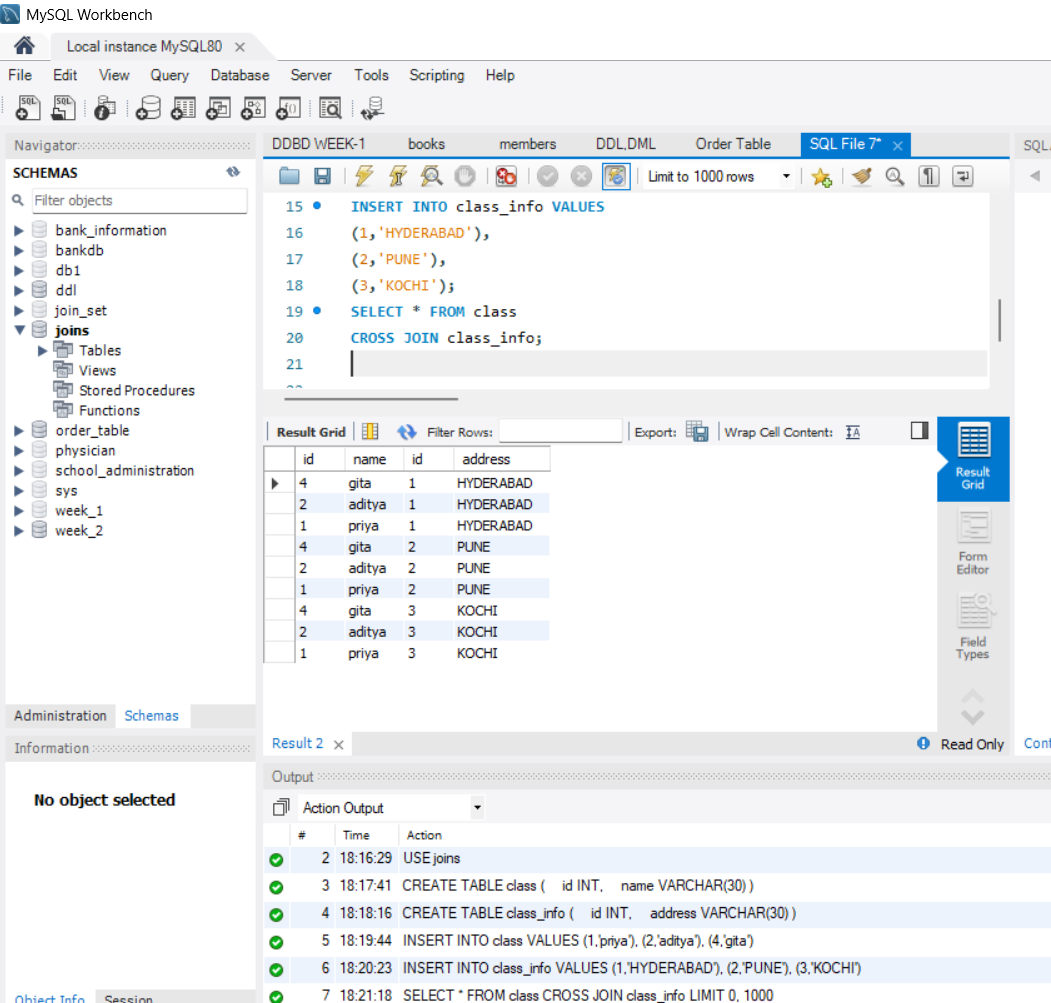 MySQL Workbench
Local instance MySQL80
File Edit View Query Database Server Tools Scripting Help
Navigator
SCHEMAS
Filter objects
bank_information
bankdb
db1
ddl
join_set
joins
Tables
Views
Stored Procedures
Functions
order_table
physician
school_administration
sys
week_1
week_2
Administration Schemas
Information
No object selected
Object Info Session
DDBD WEEK-1 books members DDL,DML Order Table SQL File 7*
Limit to 1000 rows
15 INSERT INTO class_info VALUES
16 (1,'HYDERABAD'),
17 (2,'PUNE'),
18 (3,'KOCHI');
19 SELECT * FROM class
20 CROSS JOIN class_info;
21
Result Grid Filter Rows: Export: Wrap Cell Content:
id name id address
4 gita 1 HYDERABAD
2 aditya 1 HYDERABAD
1 priya 1 HYDERABAD
4 gita 2 PUNE
2 aditya 2 PUNE
1 priya 2 PUNE
4 gita 3 KOCHI
2 aditya 3 KOCHI
1 priya 3 KOCHI
Result
Grid
Form
Editor
Field
Types
Result 2 Read Only
Output
Action Output
# Time Action
2 18:16:29 USE joins
3 18:17:41 CREATE TABLE class ( id INT, name VARCHAR(30) )
4 18:18:16 CREATE TABLE class_info ( id INT, address VARCHAR(30) )
5 18:19:44 INSERT INTO class VALUES (1,'priya'), (2,'aditya'), (4,'gita')
6 18:20:23 INSERT INTO class_info VALUES (1,'HYDERABAD'), (2,'PUNE'), (3,'KOCHI')
7 18:21:18 SELECT * FROM class CROSS JOIN class_info LIMIT 0, 1000